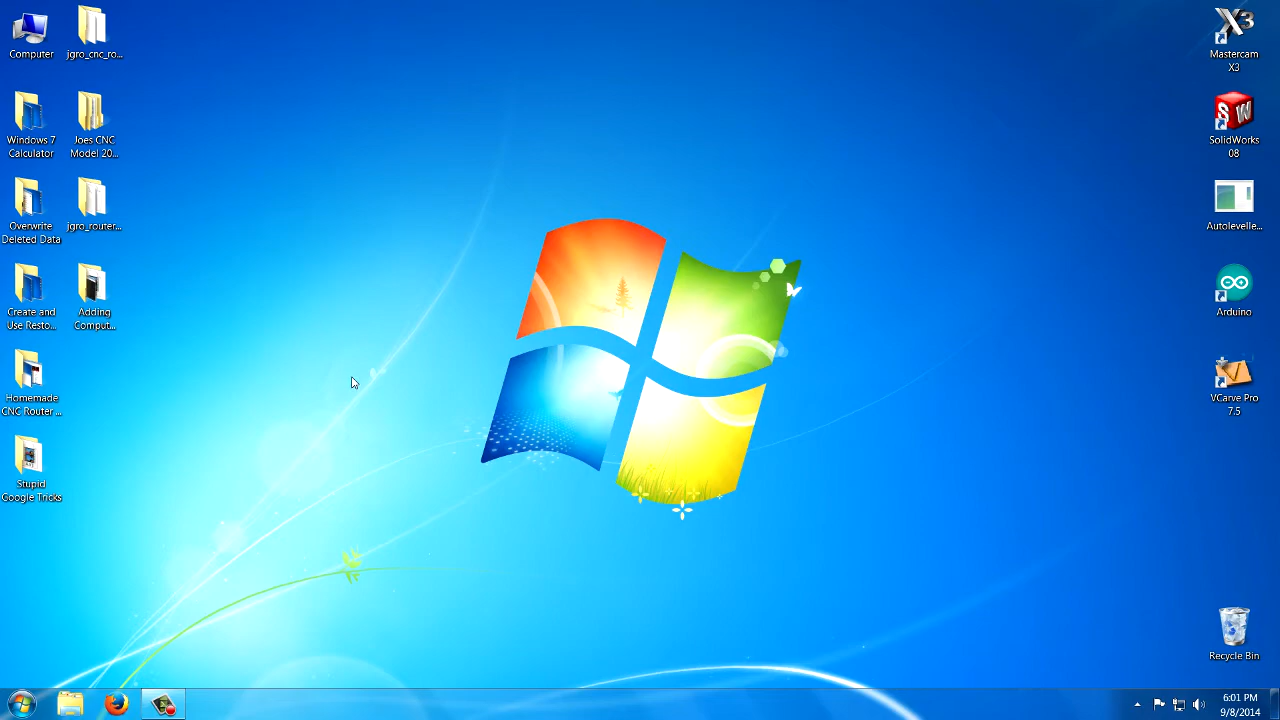 Computer
jgro_cnc_ro...
Windows 7
Calculator
Joes CNC
Model 20...
Overwrite
Deleted Data
jgro_router...
Create and
Use Resto...
Adding
Comput...
Homemade
CNC Router ...
Stupid
Google Tricks
X3
Mastercam
X3
S W
SolidWorks
08
Autolevelle...
Arduino
V
VCarve Pro
7.5
Recycle Bin
6:01 PM
9/8/2014